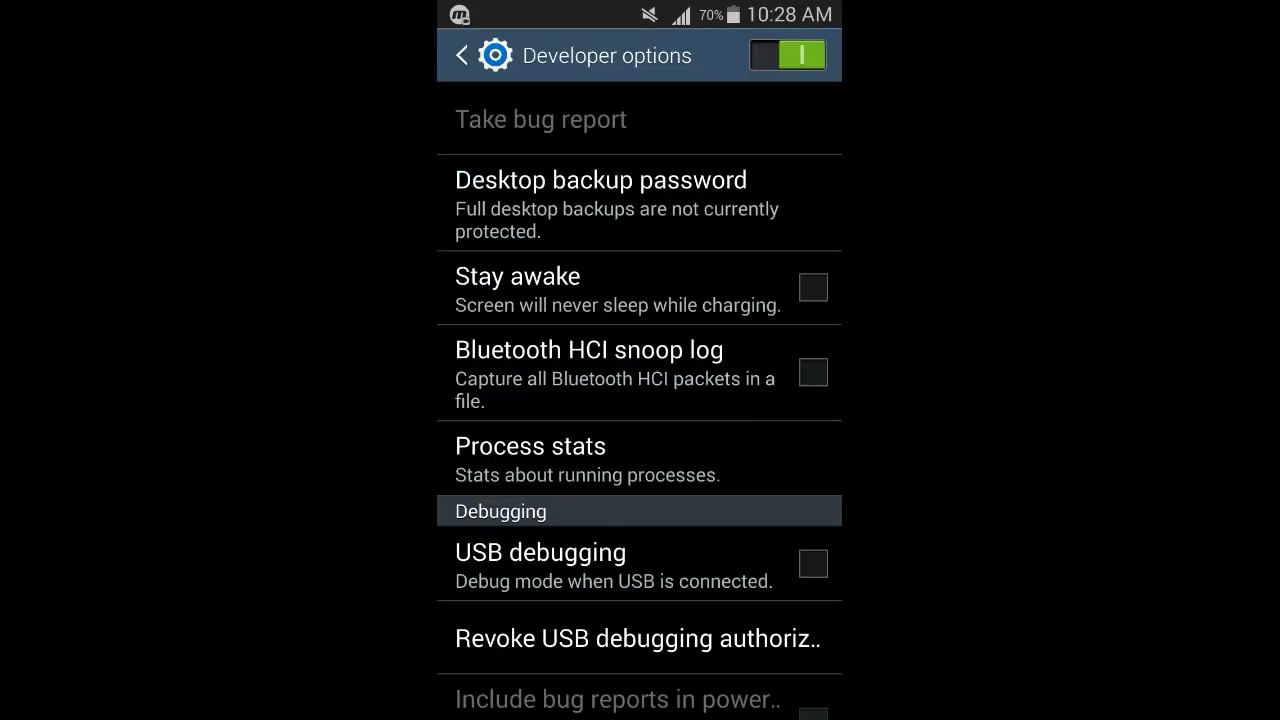 70% 10:28 AM
Developer options
Take bug report
Desktop backup password
Full desktop backups are not currently
protected.
Stay awake
Screen will never sleep while charging.
Bluetooth HCI snoop log
Capture all Bluetooth HCI packets in a
file.
Process stats
Stats about running processes.
Debugging
USB debugging
Debug mode when USB is connected.
Revoke USB debugging authoriz..
Include bug reports in power..